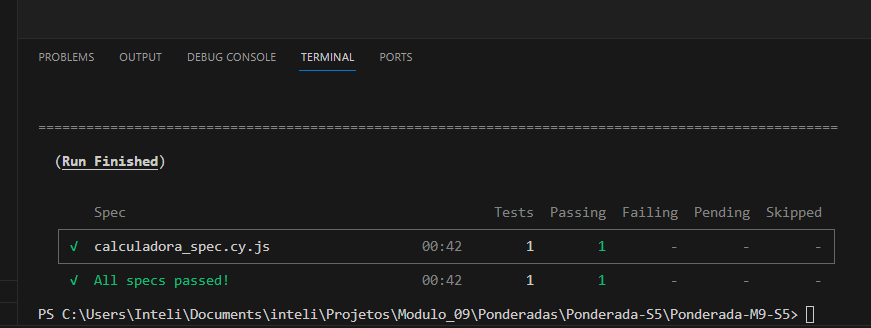 PROBLEMS OUTPUT DEBUG CONSOLE TERMINAL PORTS
====================================================================================================
(Run Finished)
Spec Tests Passing Failing Pending Skipped
√ calculadora_spec.cy.js 00:42 1 1 - - -
√ All specs passed! 00:42 1 1 - - -
PS C:\Users\Inteli\Documents\inteli\Projetos\Modulo_09\Ponderadas\Ponderada-S5\Ponderada-M9-S5>